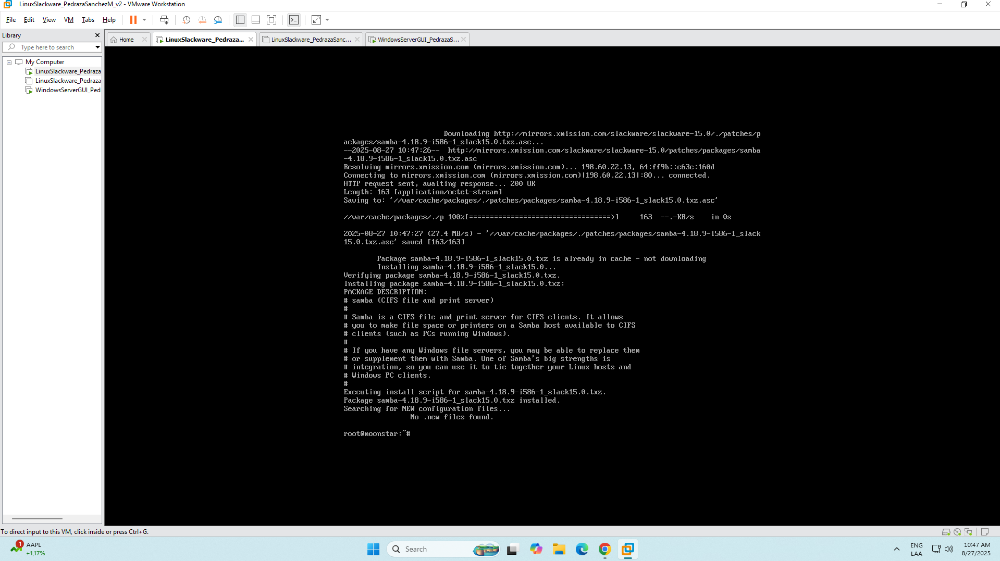 LinuxSlackware_PedrazaSanchezM_v2 - VMware Workstation
File Edit View VM Tabs Help
Library
Type here to search
My Computer
LinuxSlackware_Pedraza
LinuxSlackware_Pedraza
WindowsServerGUI_Ped
Home
LinuxSlackware_Pedraza...
LinuxSlackware_PedrazaSanc...
WindowsServerGUI_PedrazaS...
Downloading http://mirrors.xmission.com/slackware/slackware-15.0/./patches/p
ackages/samba-4.18.9-i586-1_slack15.0.txz.asc...
--2025-08-27 10:47:26--  http://mirrors.xmission.com/slackware/slackware-15.0/patches/packages/samba
-4.18.9-i586-1_slack15.0.txz.asc
Resolving mirrors.xmission.com (mirrors.xmission.com)... 198.60.22.13, 64:ff9b::c63c:160d
Connecting to mirrors.xmission.com (mirrors.xmission.com)|198.60.22.13|:80... connected.
HTTP request sent, awaiting response... 200 OK
Length: 163 [application/octet-stream]
Saving to: '//var/cache/packages/./patches/packages/samba-4.18.9-i586-1_slack15.0.txz.asc'
//var/cache/packages/./p 100%[==================================>]     163  --.-KB/s    in 0s
2025-08-27 10:47:27 (27.4 MB/s) - '//var/cache/packages/./patches/packages/samba-4.18.9-i586-1_slack
15.0.txz.asc' saved [163/163]
Package samba-4.18.9-i586-1_slack15.0.txz is already in cache - not downloading
Installing samba-4.18.9-i586-1_slack15.0...
Verifying package samba-4.18.9-i586-1_slack15.0.txz.
Installing package samba-4.18.9-i586-1_slack15.0.txz:
PACKAGE DESCRIPTION:
# samba (CIFS file and print server)
#
# Samba is a CIFS file and print server for CIFS clients. It allows
# you to make file space or printers on a Samba host available to CIFS
# clients (such as PCs running Windows).
#
# If you have any Windows file servers, you may be able to replace them
# or supplement them with Samba. One of Samba's big strengths is
# integration, so you can use it to tie together your Linux hosts and
# Windows PC clients.
#
Executing install script for samba-4.18.9-i586-1_slack15.0.txz.
Package samba-4.18.9-i586-1_slack15.0.txz installed.
Searching for NEW configuration files...
No .new files found.
root@moonstar:~#
To direct input to this VM, click inside or press Ctrl+G.
1
AAPL
+1,17%
Search
ENG
LAA
10:47 AM
8/27/2025